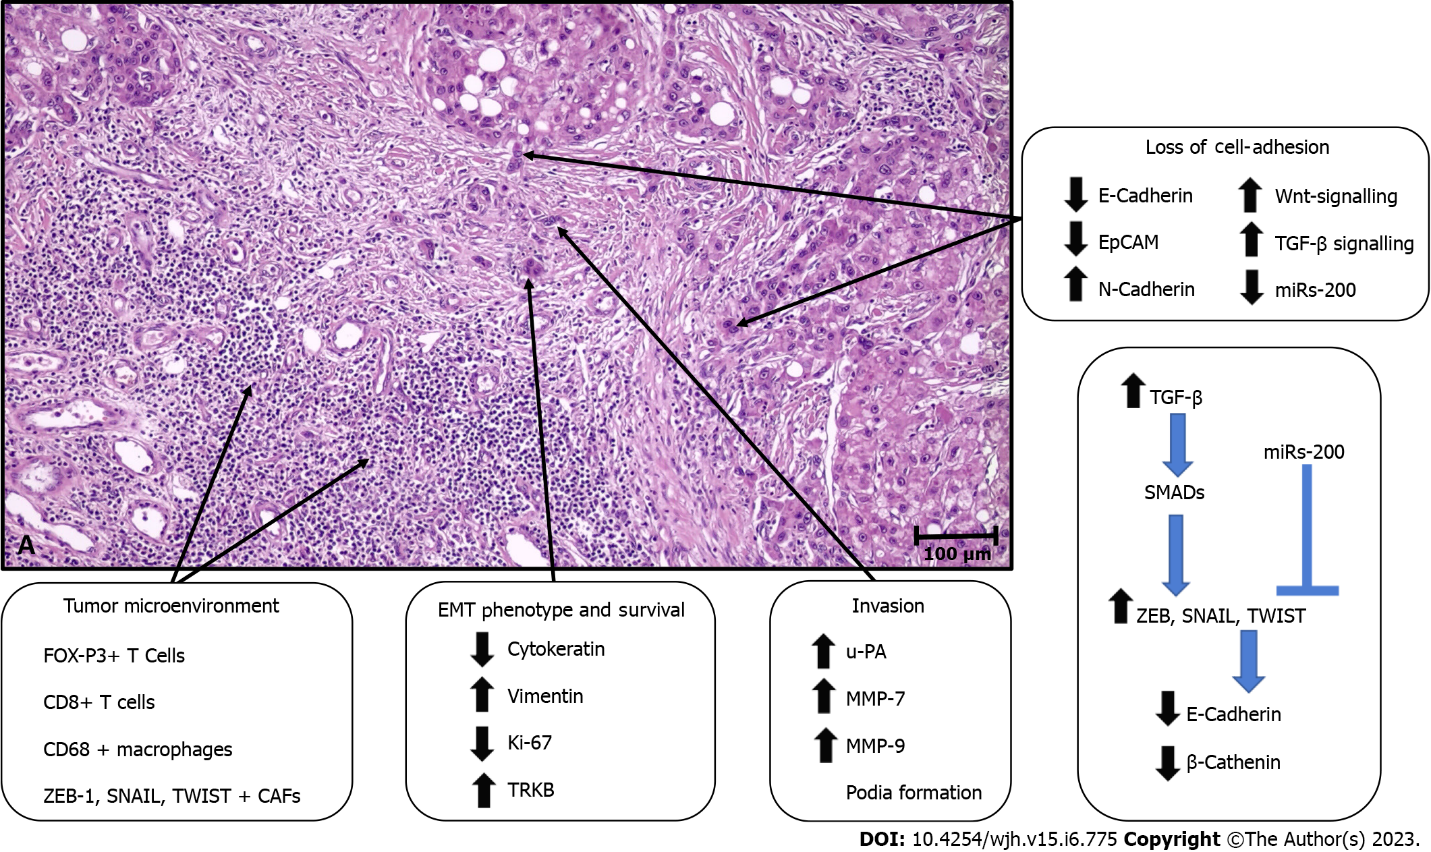 A
100 μm
Loss of cell-adhesion
E-Cadherin
Wnt-signalling
EpCAM
TGF-β signalling
N-Cadherin
miRs-200
TGF-β
miRs-200
SMADs
ZEB, SNAIL, TWIST
E-Cadherin
β-Cathenin
Tumor microenvironment
FOX-P3+ T Cells
CD8+ T cells
CD68 + macrophages
ZEB-1, SNAIL, TWIST + CAFs
EMT phenotype and survival
Cytokeratin
Vimentin
Ki-67
TRKB
Invasion
u-PA
MMP-7
MMP-9
Podia formation
DOI: 10.4254/wjh.v15.i6.775 Copyright ©The Author(s) 2023.